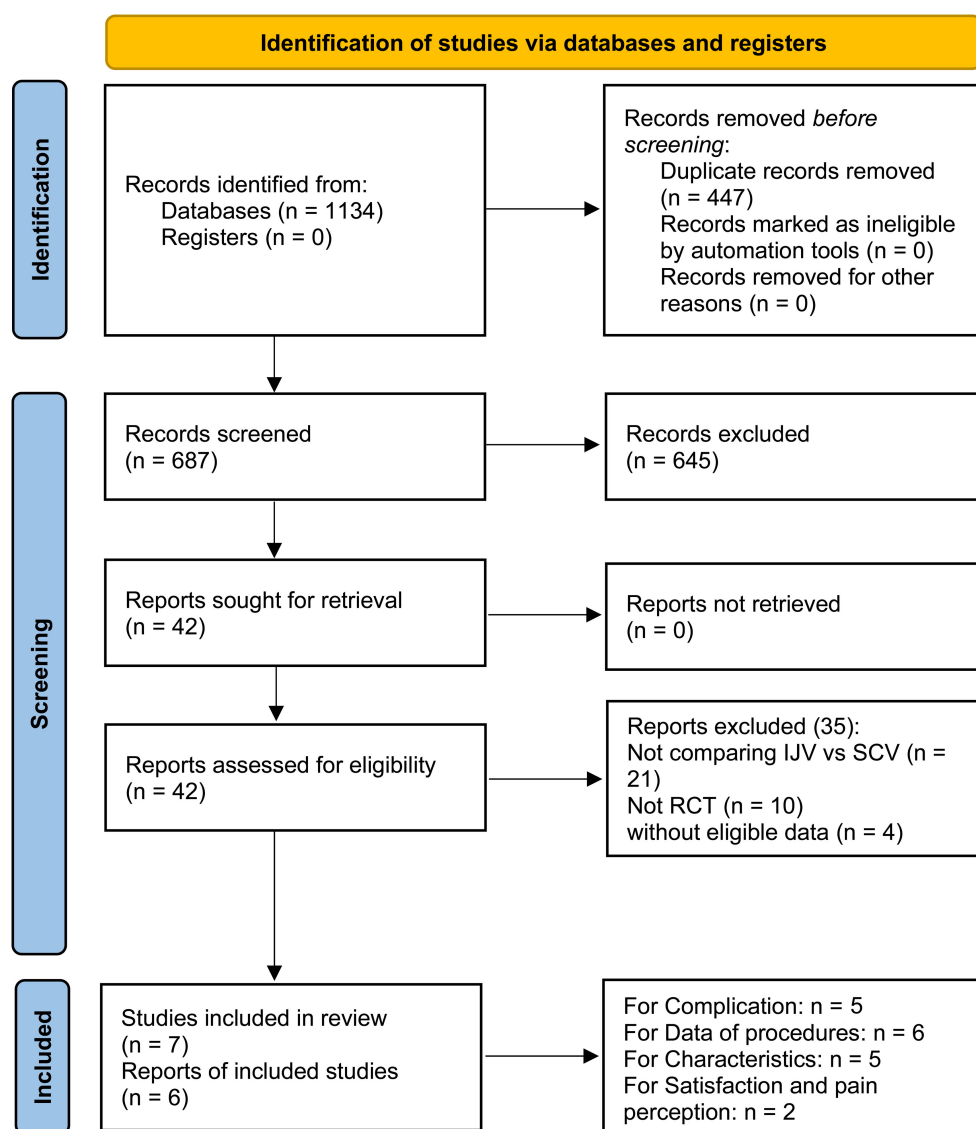 Identification of studies via databases and registers
Identification
Records identified from:
Databases (n = 1134)
Registers (n = 0)
Records removed before
screening:
Duplicate records removed
(n = 447)
Records marked as ineligible
by automation tools (n = 0)
Records removed for other
reasons (n = 0)
Screening
Records screened
(n = 687)
Records excluded
(n = 645)
Reports sought for retrieval
(n = 42)
Reports not retrieved
(n = 0)
Reports assessed for eligibility
(n = 42)
Reports excluded (35):
Not comparing IJV vs SCV (n =
21)
Not RCT (n = 10)
without eligible data (n = 4)
Included
Studies included in review
(n = 7)
Reports of included studies
(n = 6)
For Complication: n = 5
For Data of procedures: n = 6
For Characteristics: n = 5
For Satisfaction and pain
perception: n = 2